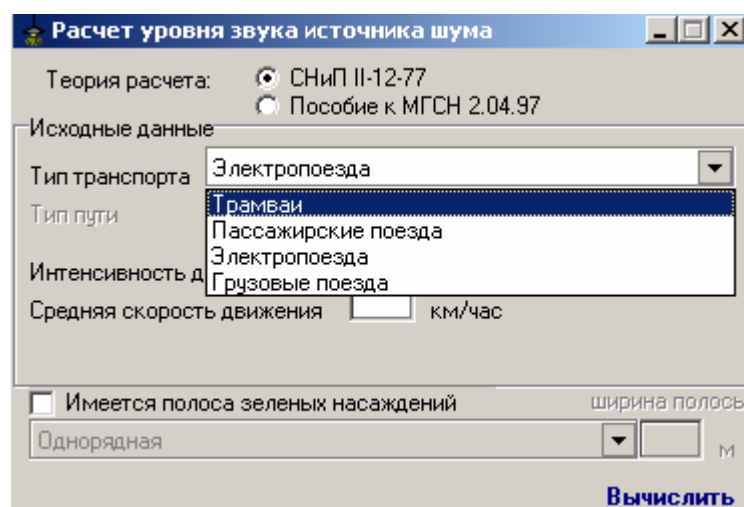 Расчет уровня звука источника шума
Теория расчета: СНиП II-12-77
Пособие к МГСН 2.04.97
Исходные данные
Тип транспорта Электропоезда
Трамваи
Тип пути
Пассажирские поезда
Электропоезда
Интенсивность д
Грузовые поезда
Средняя скорость движения км/час
Имеется полоса зеленых насаждений ширина полось
Однорядная м
Вычислить